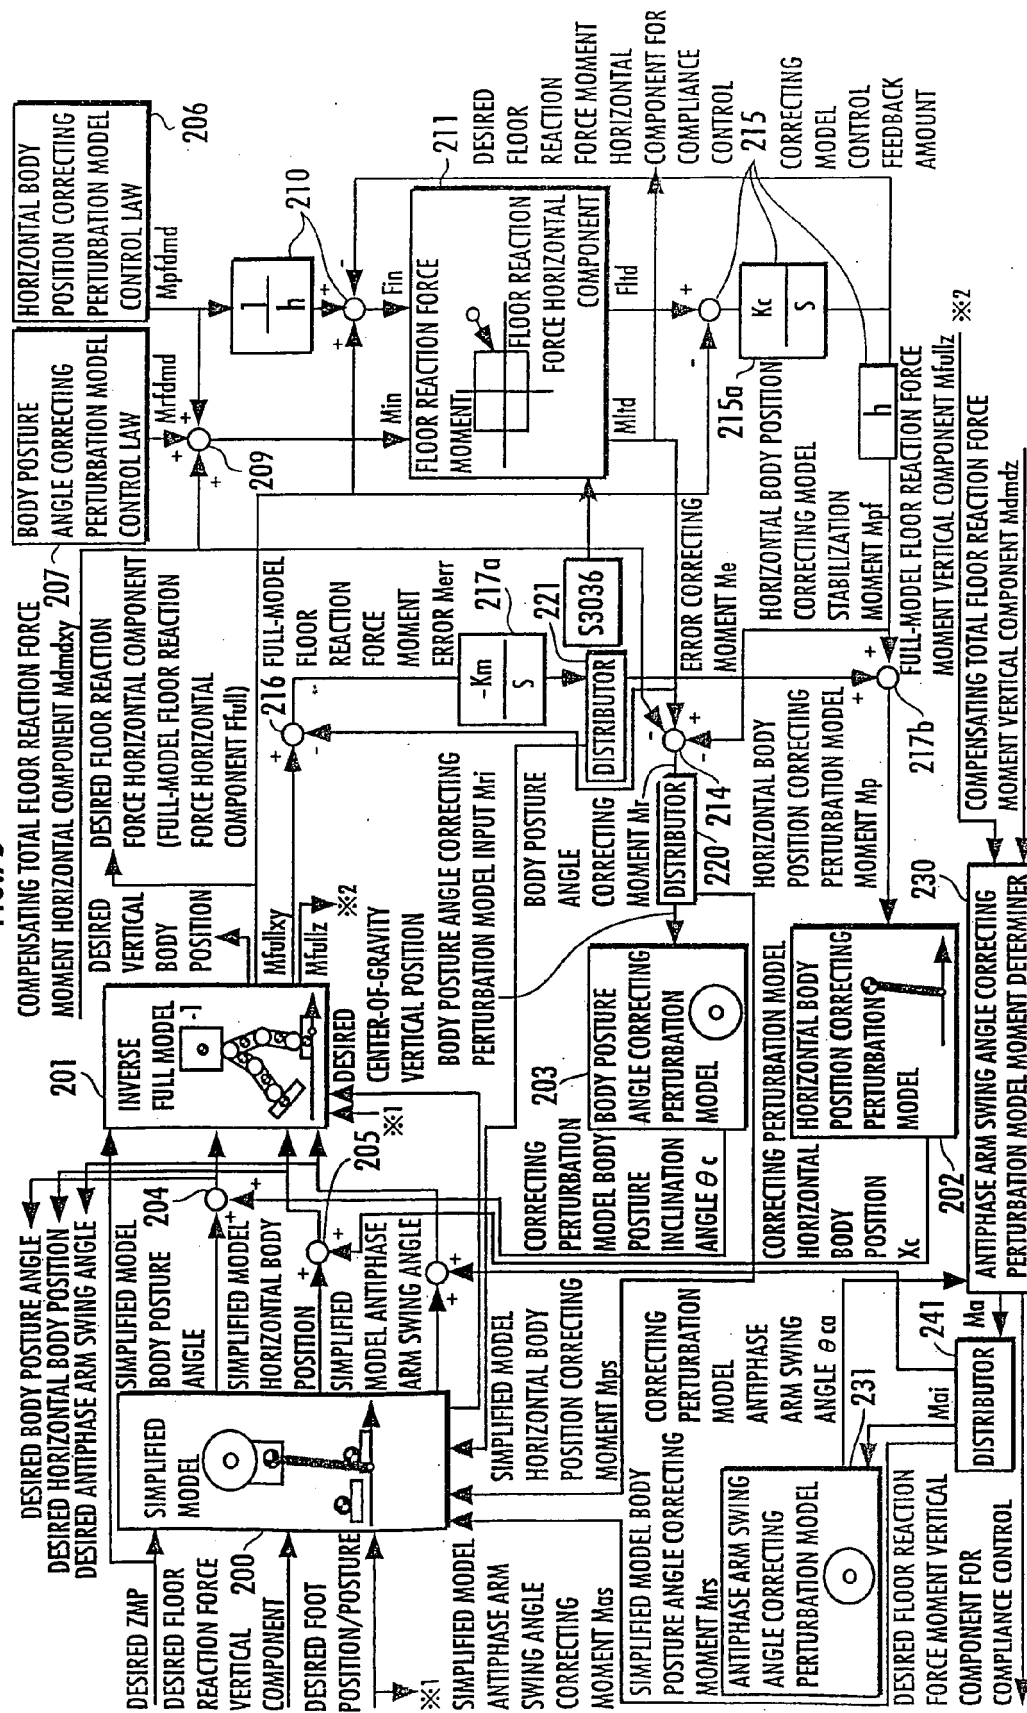 COMPENSATING TOTAL FLOOR REACTION FORCE
MOMENT HORIZONTAL COMPONENT Mdmdxy
207
BODY POSTURE
ANGLE CORRECTING
PERTURBATION MODEL
CONTROL LAW
Mrfdmd
HORIZONTAL BODY
POSITION CORRECTING
PERTURBATION MODEL
CONTROL LAW
206
Mpfdmd
209
1
h
210
Min
Fin
211
FLOOR REACTION FORCE
MOMENT
FLOOR REACTION
FORCE HORIZONTAL
COMPONENT
Mltd
Fltd
DESIRED
FLOOR
REACTION
FORCE MOMENT
HORIZONTAL
COMPONENT FOR
COMPLIANCE
CONTROL
215
CORRECTING
MODEL
CONTROL
FEEDBACK
AMOUNT
Kc
S
215a
h
S3036
DESIRED
VERTICAL
BODY
POSITION
DESIRED FLOOR REACTION
FORCE HORIZONTAL COMPONENT
(FULL-MODEL FLOOR REACTION
FORCE HORIZONTAL
COMPONENT Ffull)
201
INVERSE
FULL MODEL
-1
Mfullxy
Mfullz
※2
216
FULL-MODEL
FLOOR
REACTION
FORCE
MOMENT
ERROR Merr
217a
-Km
S
221
DISTRIBUTOR
ERROR CORRECTING
MOMENT Me
HORIZONTAL BODY POSITION
CORRECTING MODEL
STABILIZATION
MOMENT Mpf
DESIRED
CENTER-OF-GRAVITY
VERTICAL POSITION
BODY POSTURE ANGLE CORRECTING
PERTURBATION MODEL INPUT Mri
BODY POSTURE
ANGLE
CORRECTING
MOMENT Mr
214
DISTRIBUTOR
220
HORIZONTAL BODY
POSITION CORRECTING
PERTURBATION MODEL
MOMENT Mp
217b
FULL-MODEL FLOOR REACTION FORCE
MOMENT VERTICAL COMPONENT Mfullz
※2
COMPENSATING TOTAL FLOOR REACTION FORCE
MOMENT VERTICAL COMPONENT Mdmdz
DESIRED BODY POSTURE ANGLE
DESIRED HORIZONTAL BODY POSITION
DESIRED ANTIPHASE ARM SWING ANGLE
204
205
※1
SIMPLIFIED MODEL
BODY POSTURE
ANGLE
SIMPLIFIED MODEL
HORIZONTAL BODY
POSITION
SIMPLIFIED
MODEL ANTIPHASE
ARM SWING ANGLE
203
BODY POSTURE
ANGLE CORRECTING
PERTURBATION
MODEL
CORRECTING
PERTURBATION
MODEL BODY
POSTURE
INCLINATION
ANGLE θc
CORRECTING PERTURBATION MODEL
HORIZONTAL
BODY
POSITION
Xc
HORIZONTAL BODY
POSITION CORRECTING
PERTURBATION
MODEL
202
230
ANTIPHASE ARM SWING ANGLE CORRECTING
PERTURBATION MODEL MOMENT DETERMINER
DESIRED ZMP
DESIRED FLOOR
REACTION FORCE
VERTICAL
COMPONENT
DESIRED FOOT
POSITION/POSTURE
※1
200
SIMPLIFIED
MODEL
SIMPLIFIED MODEL
HORIZONTAL BODY
POSITION CORRECTING
MOMENT Mps
SIMPLIFIED MODEL
ANTIPHASE ARM
SWING ANGLE
CORRECTING
MOMENT Mas
SIMPLIFIED MODEL BODY
POSTURE ANGLE CORRECTING
MOMENT Mrs
CORRECTING
PERTURBATION
MODEL
ANTIPHASE
ARM SWING
ANGLE θca
231
ANTIPHASE ARM SWING
ANGLE CORRECTING
PERTURBATION MODEL
Mai
Ma
241
DISTRIBUTOR
DESIRED FLOOR REACTION
FORCE MOMENT VERTICAL
COMPONENT FOR
COMPLIANCE CONTROL